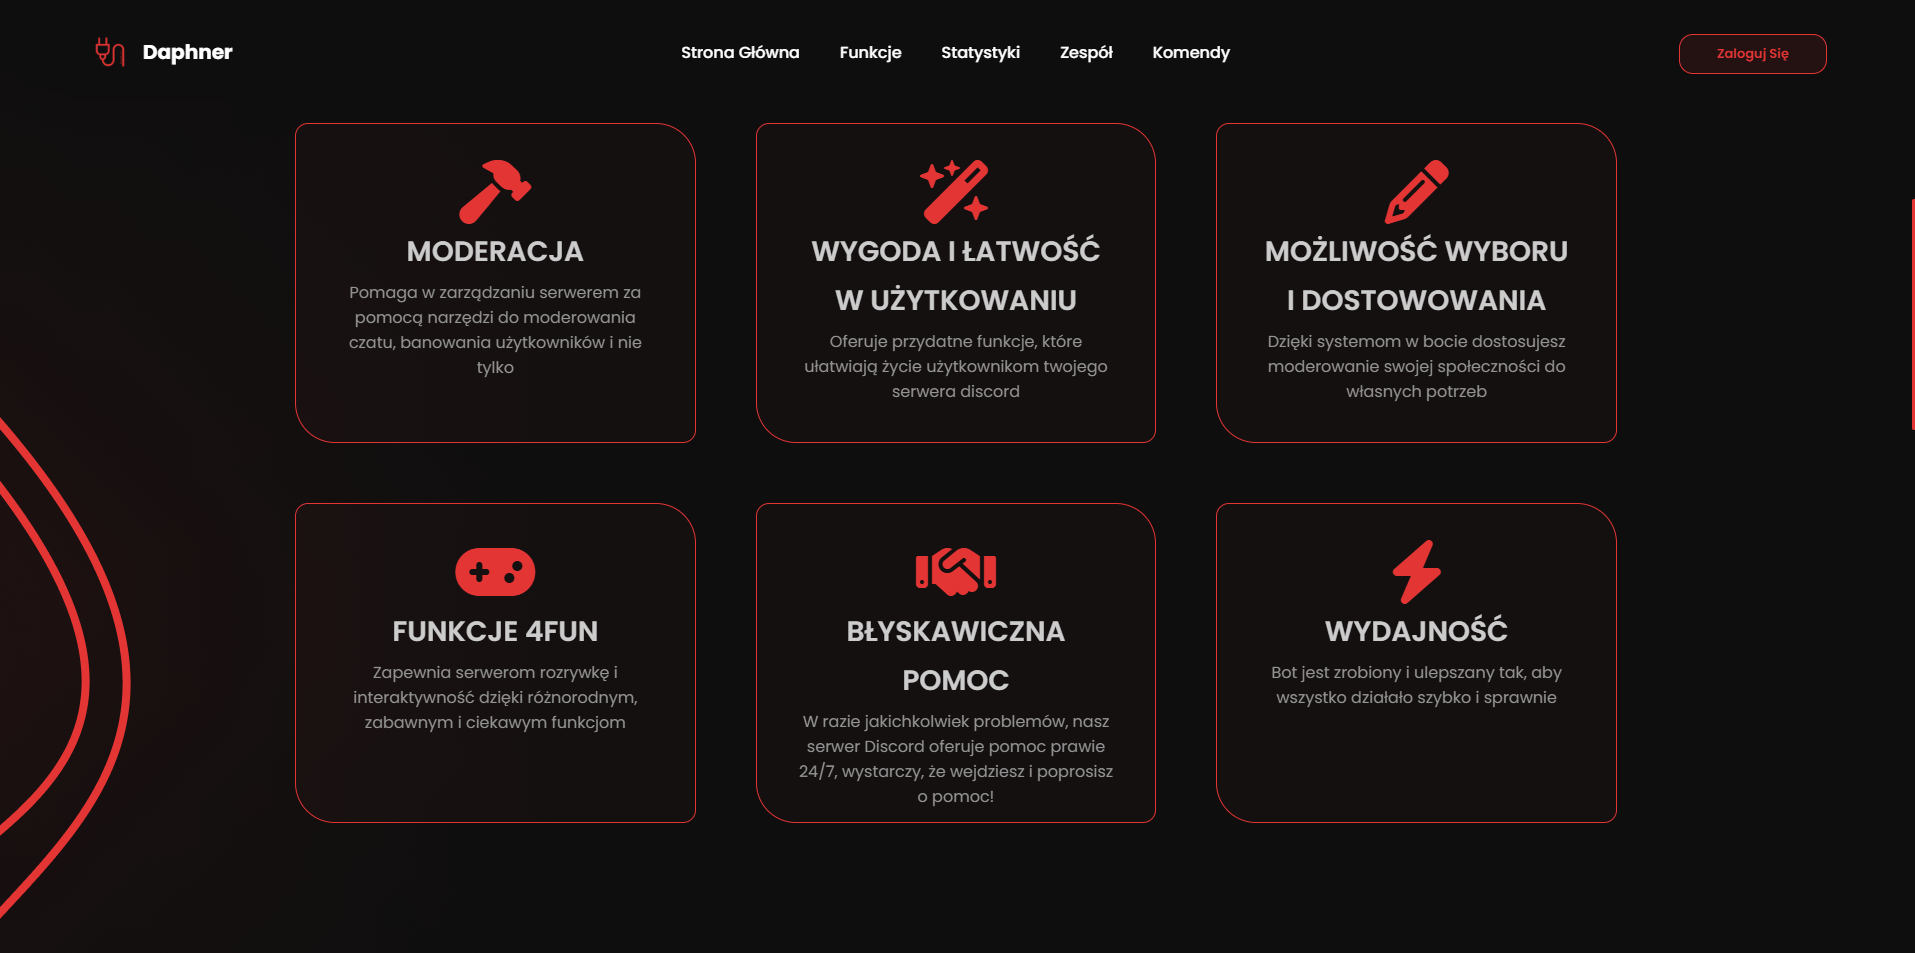 Daphner
Strona Główna Funkcje Statystyki Zespół Komendy
Zaloguj Się
MODERACJA
Pomaga w zarządzaniu serwerem za
pomocą narzędzi do moderowania
czatu, banowania użytkowników i nie
tylko
WYGODA I ŁATWOŚĆ
W UŻYTKOWANIU
Oferuje przydatne funkcje, które
ułatwiają życie użytkownikom twojego
serwera discord
MOŻLIWOŚĆ WYBORU
I DOSTOWOWANIA
Dzięki systemom w bocie dostosujesz
moderowanie swojej społeczności do
własnych potrzeb
FUNKCJE 4FUN
Zapewnia serwerom rozrywkę i
interaktywność dzięki różnorodnym,
zabawnym i ciekawym funkcjom
BŁYSKAWICZNA
POMOC
W razie jakichkolwiek problemów, nasz
serwer Discord oferuje pomoc prawie
24/7, wystarczy, że wejdziesz i poprosisz
o pomoc!
WYDAJNOŚĆ
Bot jest zrobiony i ulepszany tak, aby
wszystko działało szybko i sprawnie